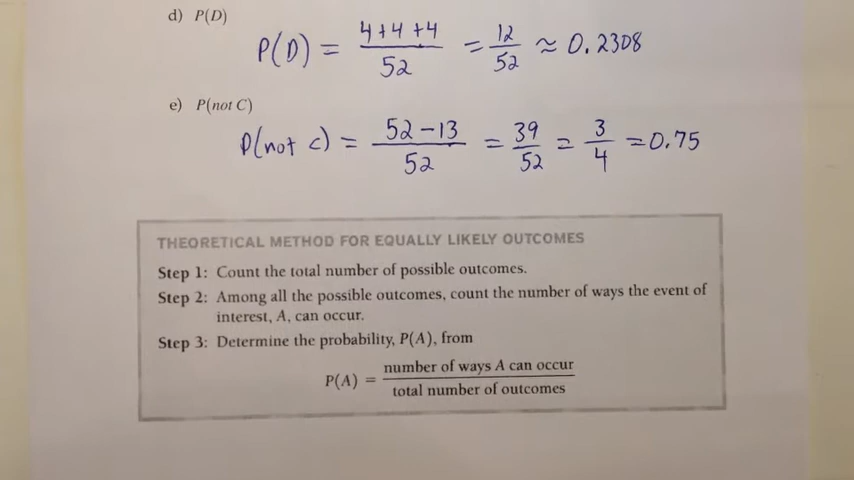 d) P(D)
P(D) = 4+4+4 / 52 = 12/52 ≈ 0.2308
e) P(not C)
P(not C) = 52-13 / 52 = 39/52 = 3/4 = 0.75
THEORETICAL METHOD FOR EQUALLY LIKELY OUTCOMES
Step 1: Count the total number of possible outcomes.
Step 2: Among all the possible outcomes, count the number of ways the event of
interest, A, can occur.
Step 3: Determine the probability, P(A), from
P(A) = number of ways A can occur / total number of outcomes